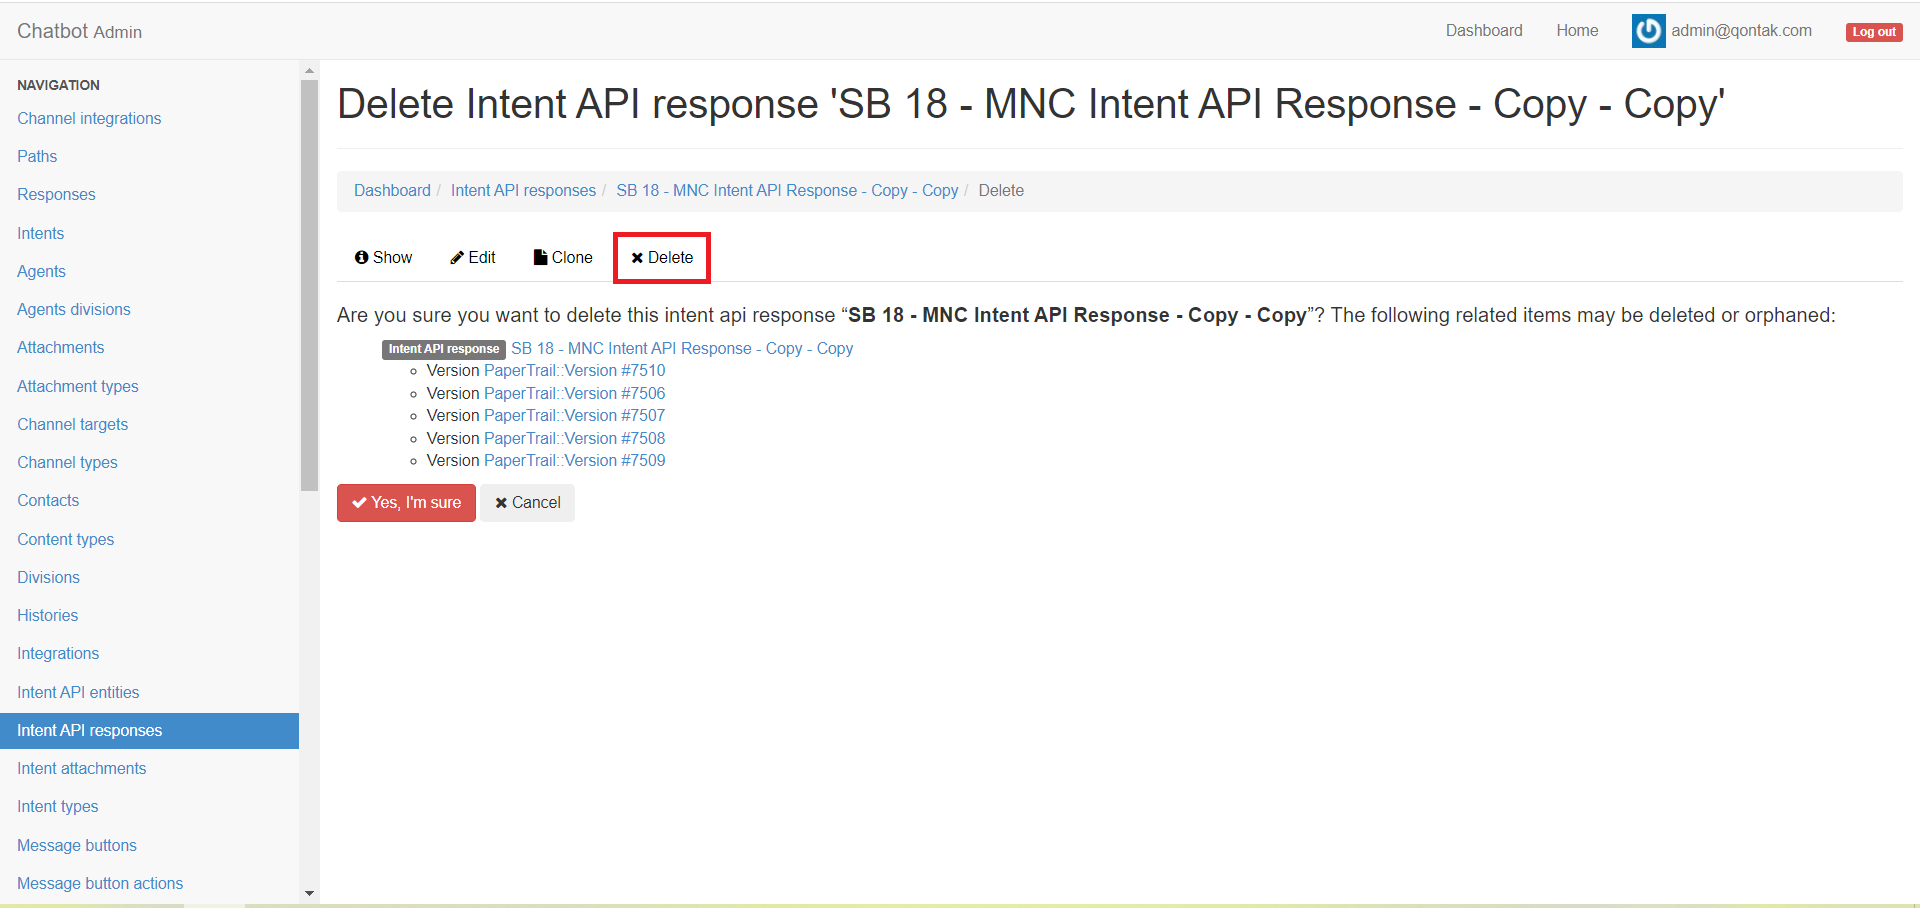 Chatbot Admin
Dashboard
Home
admin@qontak.com
Log out
NAVIGATION
Channel integrations
Paths
Responses
Intents
Agents
Agents divisions
Attachments
Attachment types
Channel targets
Channel types
Contacts
Content types
Divisions
Histories
Integrations
Intent API entities
Intent API responses
Intent attachments
Intent types
Message buttons
Message button actions
Delete Intent API response 'SB 18 - MNC Intent API Response - Copy - Copy'
Dashboard / Intent API responses / SB 18 - MNC Intent API Response - Copy - Copy / Delete
Show Edit Clone Delete
Are you sure you want to delete this intent api response “SB 18 - MNC Intent API Response - Copy - Copy”? The following related items may be deleted or orphaned:
Intent API response SB 18 - MNC Intent API Response - Copy - Copy
Version PaperTrail::Version #7510
Version PaperTrail::Version #7506
Version PaperTrail::Version #7507
Version PaperTrail::Version #7508
Version PaperTrail::Version #7509
Yes, I'm sure Cancel